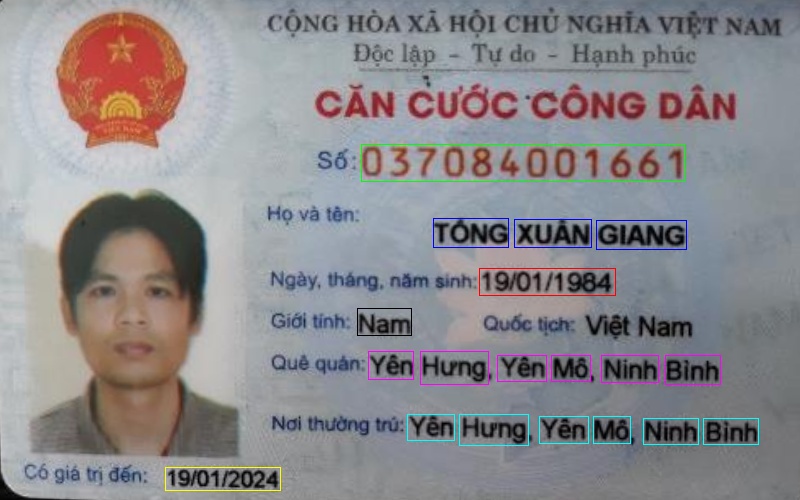 CỘNG HÒA XÃ HỘI CHỦ NGHĨA VIỆT NAM
Độc lập - Tự do - Hạnh phúc
CĂN CƯỚC CÔNG DÂN
Số: 037084001661
Họ và tên:
TỐNG XUÂN GIANG
Ngày, tháng, năm sinh: 19/01/1984
Giới tính: Nam Quốc tịch: Việt Nam
Quê quán: Yên Hưng, Yên Mô, Ninh Bình
Nơi thường trú: Yên Hưng, Yên Mô, Ninh Bình
Có giá trị đến: 19/01/2024